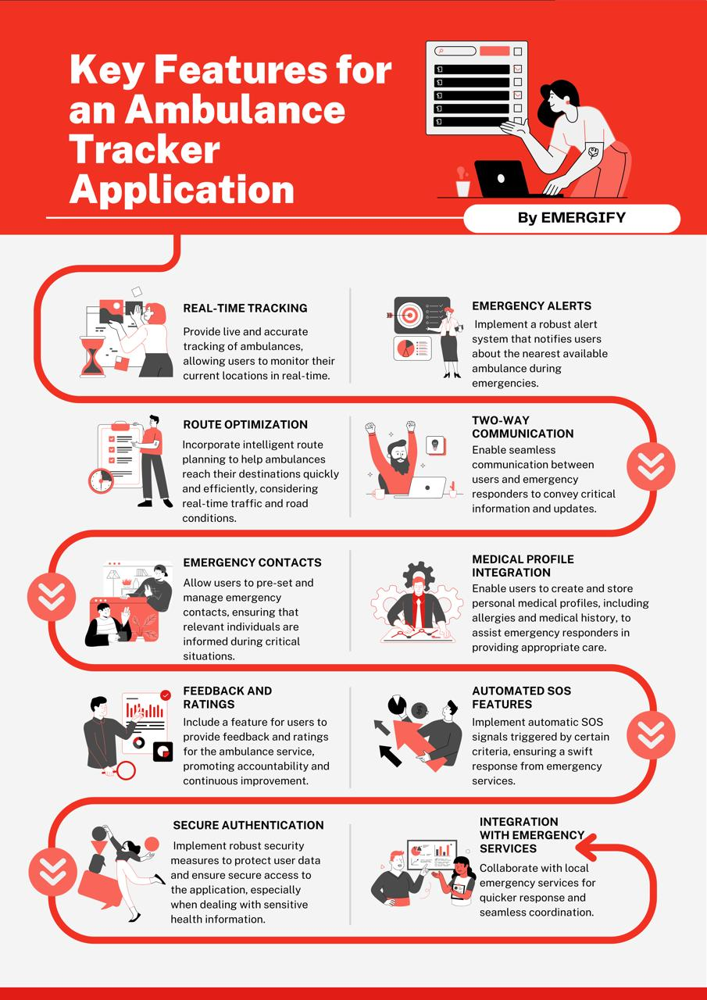 Key Features for
an Ambulance
Tracker
Application
By EMERGIFY
REAL-TIME TRACKING
Provide live and accurate
tracking of ambulances,
allowing users to monitor their
current locations in real-time.
EMERGENCY ALERTS
Implement a robust alert
system that notifies users
about the nearest available
ambulance during
emergencies.
ROUTE OPTIMIZATION
Incorporate intelligent route
planning to help ambulances
reach their destinations quickly
and efficiently, considering
real-time traffic and road
conditions.
TWO-WAY
COMMUNICATION
Enable seamless
communication between
users and emergency
responders to convey critical
information and updates.
EMERGENCY CONTACTS
Allow users to pre-set and
manage emergency
contacts, ensuring that
relevant individuals are
informed during critical
situations.
MEDICAL PROFILE
INTEGRATION
Enable users to create and store
personal medical profiles, including
allergies and medical history, to
assist emergency responders in
providing appropriate care.
FEEDBACK AND
RATINGS
Include a feature for users to
provide feedback and ratings
for the ambulance service,
promoting accountability and
continuous improvement.
AUTOMATED SOS
FEATURES
Implement automatic SOS
signals triggered by certain
criteria, ensuring a swift
response from emergency
services.
SECURE AUTHENTICATION
Implement robust security
measures to protect user data
and ensure secure access to
the application, especially
when dealing with sensitive
health information.
INTEGRATION
WITH EMERGENCY
SERVICES
Collaborate with local
emergency services for
quicker response and
seamless coordination.